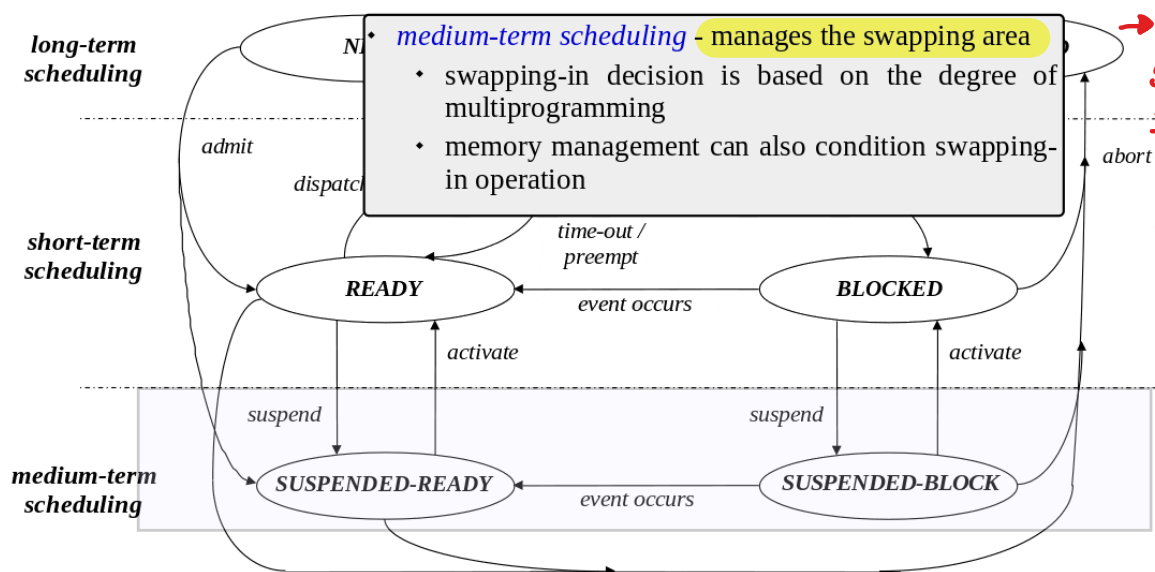 long-term
scheduling
medium-term scheduling - manages the swapping area
swapping-in decision is based on the degree of
multiprogramming
memory management can also condition swapping-
in operation
admit
abort
dispatch
short-term
scheduling
time-out /
preempt
READY
BLOCKED
event occurs
activate
activate
suspend
suspend
medium-term
scheduling
SUSPENDED-READY
SUSPENDED-BLOCK
event occurs